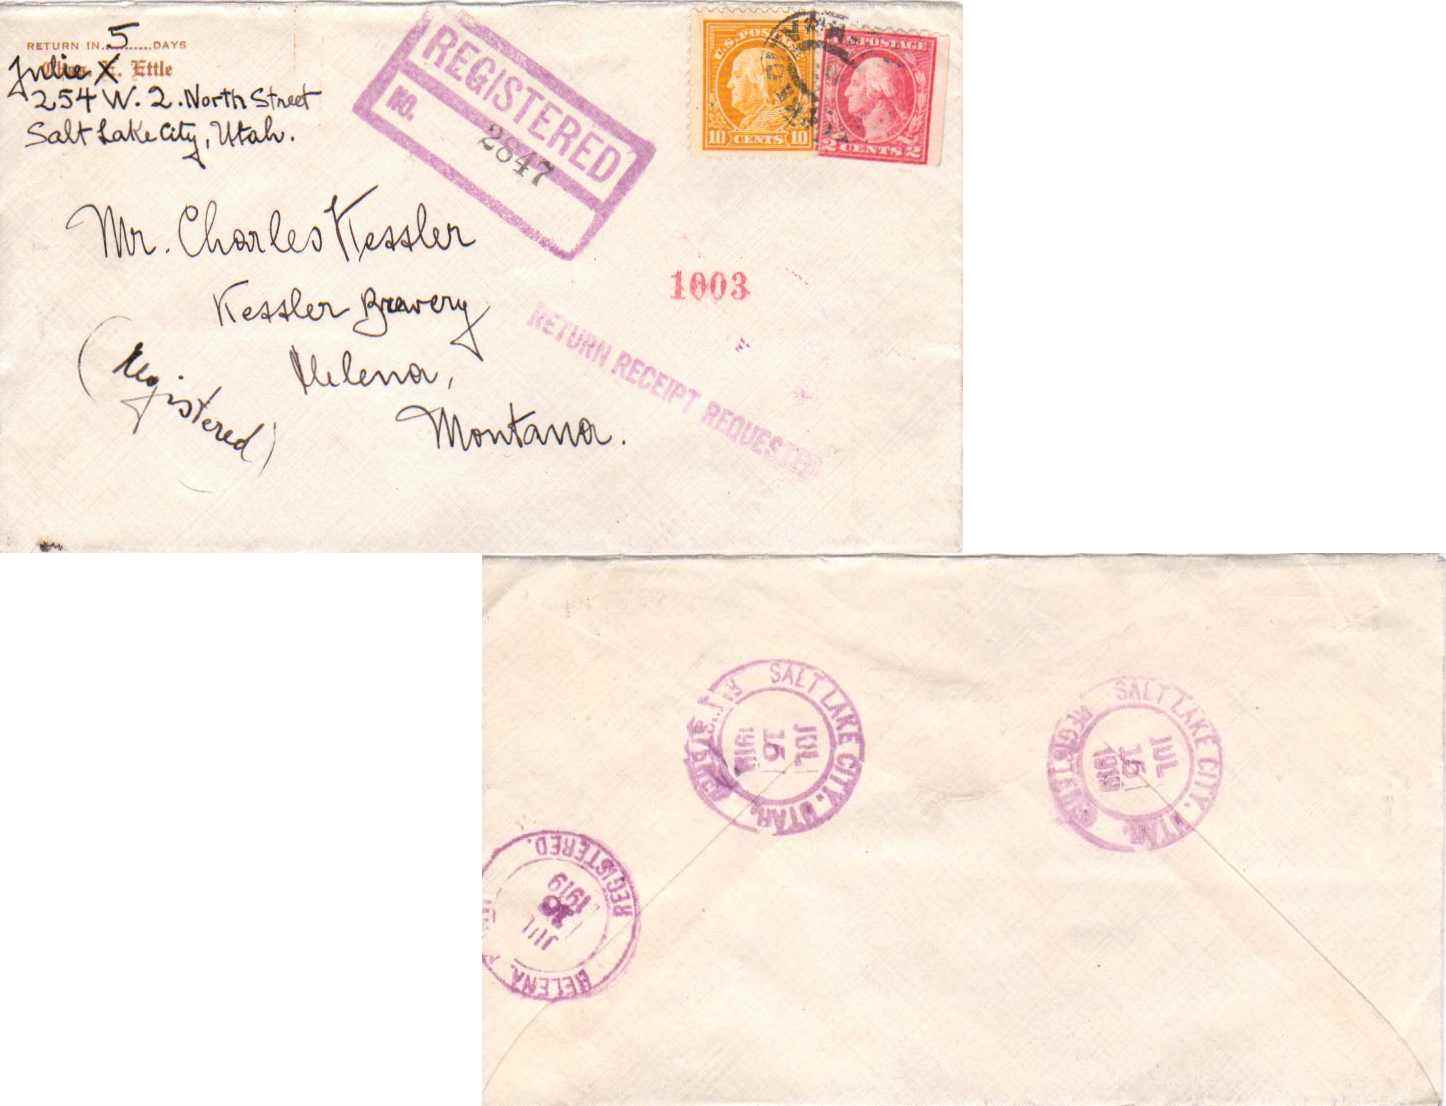 RETURN IN 5 DAYS
Julie X. Ettle
254 W. 2. North Street
Salt Lake City, Utah.
REGISTERED
NO.
2847
U.S. POSTAGE
10 CENTS 10
U.S. POSTAGE
2 CENTS 2
Mr. Charles Kessler
Kessler Brewery
Helena,
Montana.
(Registered)
1003
RETURN RECEIPT REQUESTED
SALT LAKE CITY, UTAH.
REGISTERED
JUL
15
1919
SALT LAKE CITY, UTAH.
REGISTERED
JUL
15
1919
HELENA,
REGISTERED.
JUL
1919